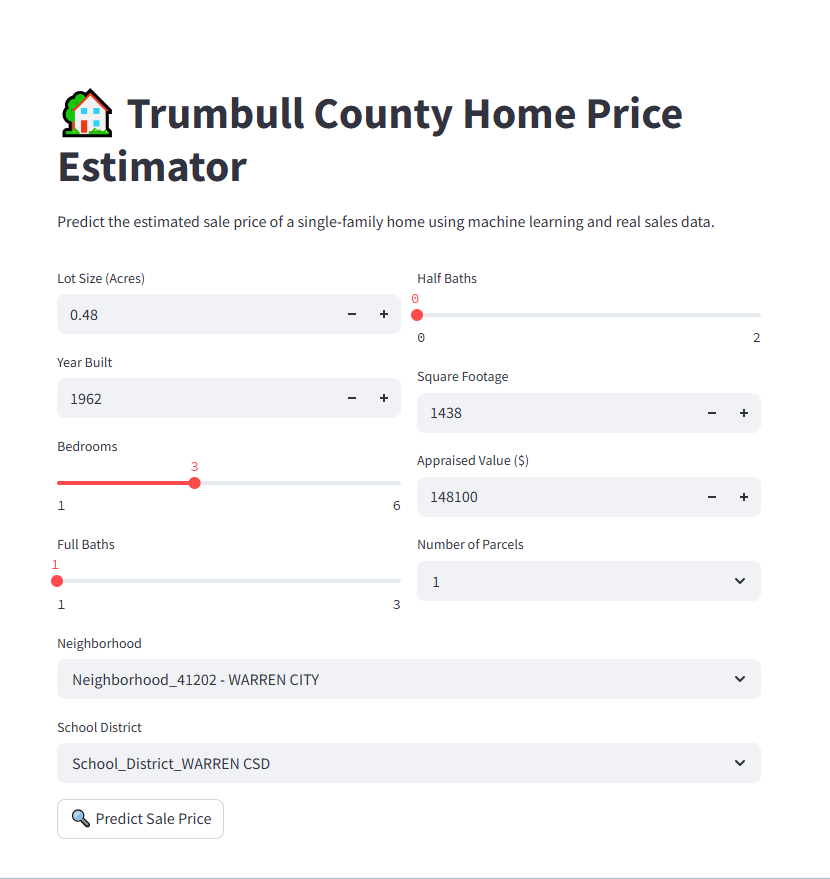 Trumbull County Home Price
Estimator
Predict the estimated sale price of a single-family home using machine learning and real sales data.
Lot Size (Acres)
0.48
Year Built
1962
Bedrooms
3
1
6
Full Baths
1
1
3
Half Baths
0
0
2
Square Footage
1438
Appraised Value ($)
148100
Number of Parcels
1
Neighborhood
Neighborhood_41202 - WARREN CITY
School District
School_District_WARREN CSD
Predict Sale Price